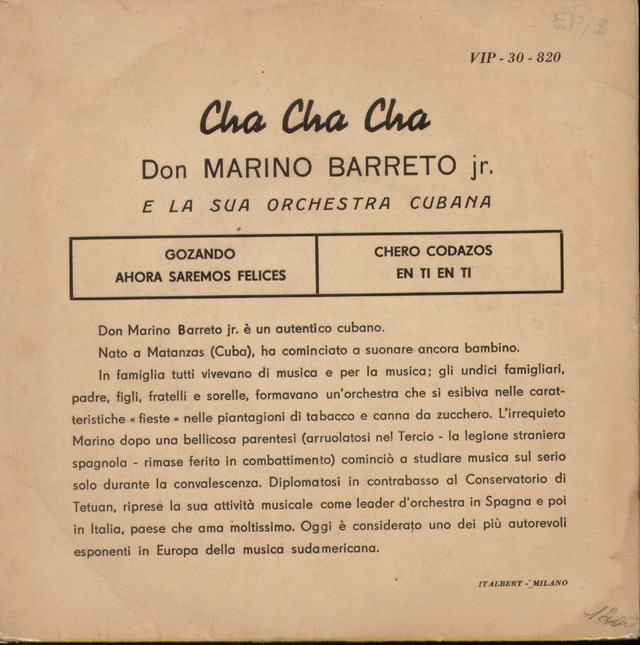 EP/3
VIP - 30 - 820
Cha Cha Cha
Don MARINO BARRETO jr.
E LA SUA ORCHESTRA CUBANA
GOZANDO
AHORA SAREMOS FELICES
CHERO CODAZOS
EN TI EN TI
Don Marino Barreto jr. è un autentico cubano.
Nato a Matanzas (Cuba), ha cominciato a suonare ancora bambino.
In famiglia tutti vivevano di musica e per la musica; gli undici famigliari,
padre, figli, fratelli e sorelle, formavano un'orchestra che si esibiva nelle carat-
teristiche « fieste » nelle piantagioni di tabacco e canna da zucchero. L'irrequieto
Marino dopo una bellicosa parentesi (arruolatosi nel Tercio - la legione straniera
spagnola - rimase ferito in combattimento) cominciò a studiare musica sul serio
solo durante la convalescenza. Diplomatosi in contrabasso al Conservatorio di
Tetuan, riprese la sua attività musicale come leader d'orchestra in Spagna e poi
in Italia, paese che ama moltissimo. Oggi è considerato uno dei più autorevoli
esponenti in Europa della musica sudamericana.
ITALBERT - MILANO